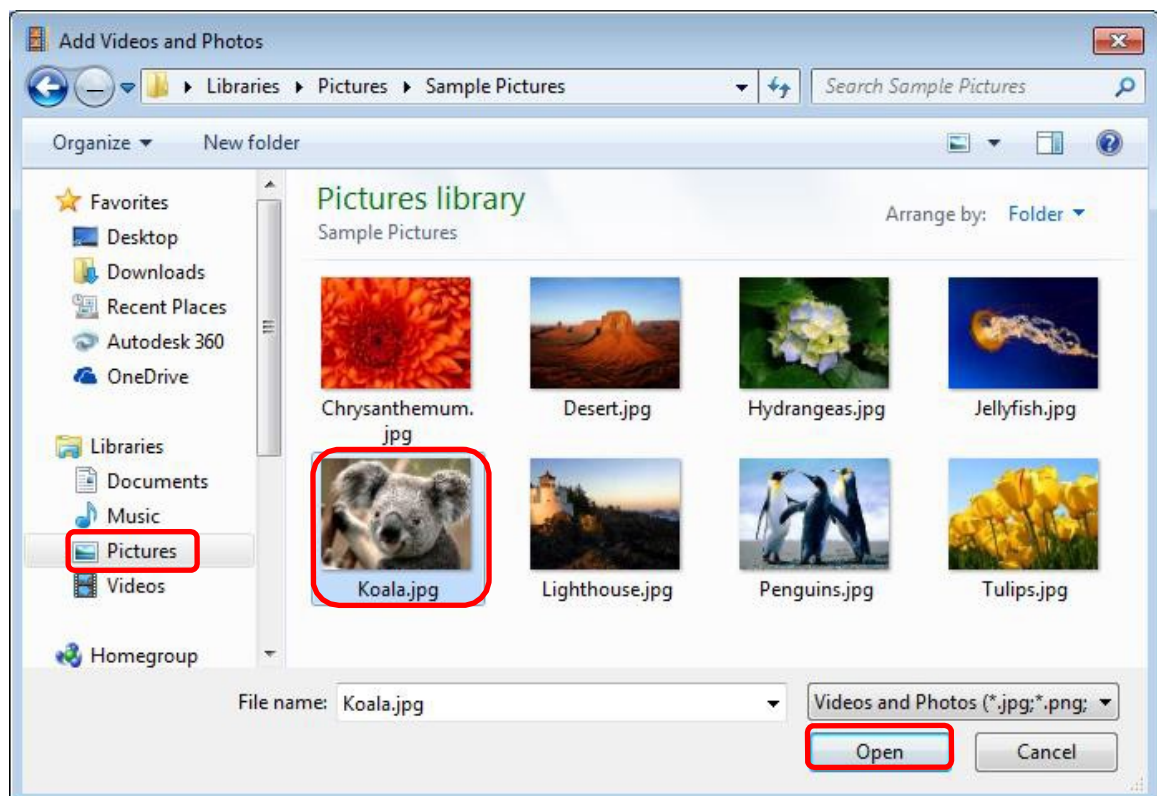 Add Videos and Photos
Libraries Pictures Sample Pictures
Search Sample Pictures
Organize
New folder
Favorites
Desktop
Downloads
Recent Places
Autodesk 360
OneDrive
Libraries
Documents
Music
Pictures
Videos
Homegroup
Pictures library
Sample Pictures
Arrange by: Folder
Chrysanthemum.
jpg
Desert.jpg
Hydrangeas.jpg
Jellyfish.jpg
Koala.jpg
Lighthouse.jpg
Penguins.jpg
Tulips.jpg
File name: Koala.jpg
Videos and Photos (*.jpg;*.png;
Open
Cancel